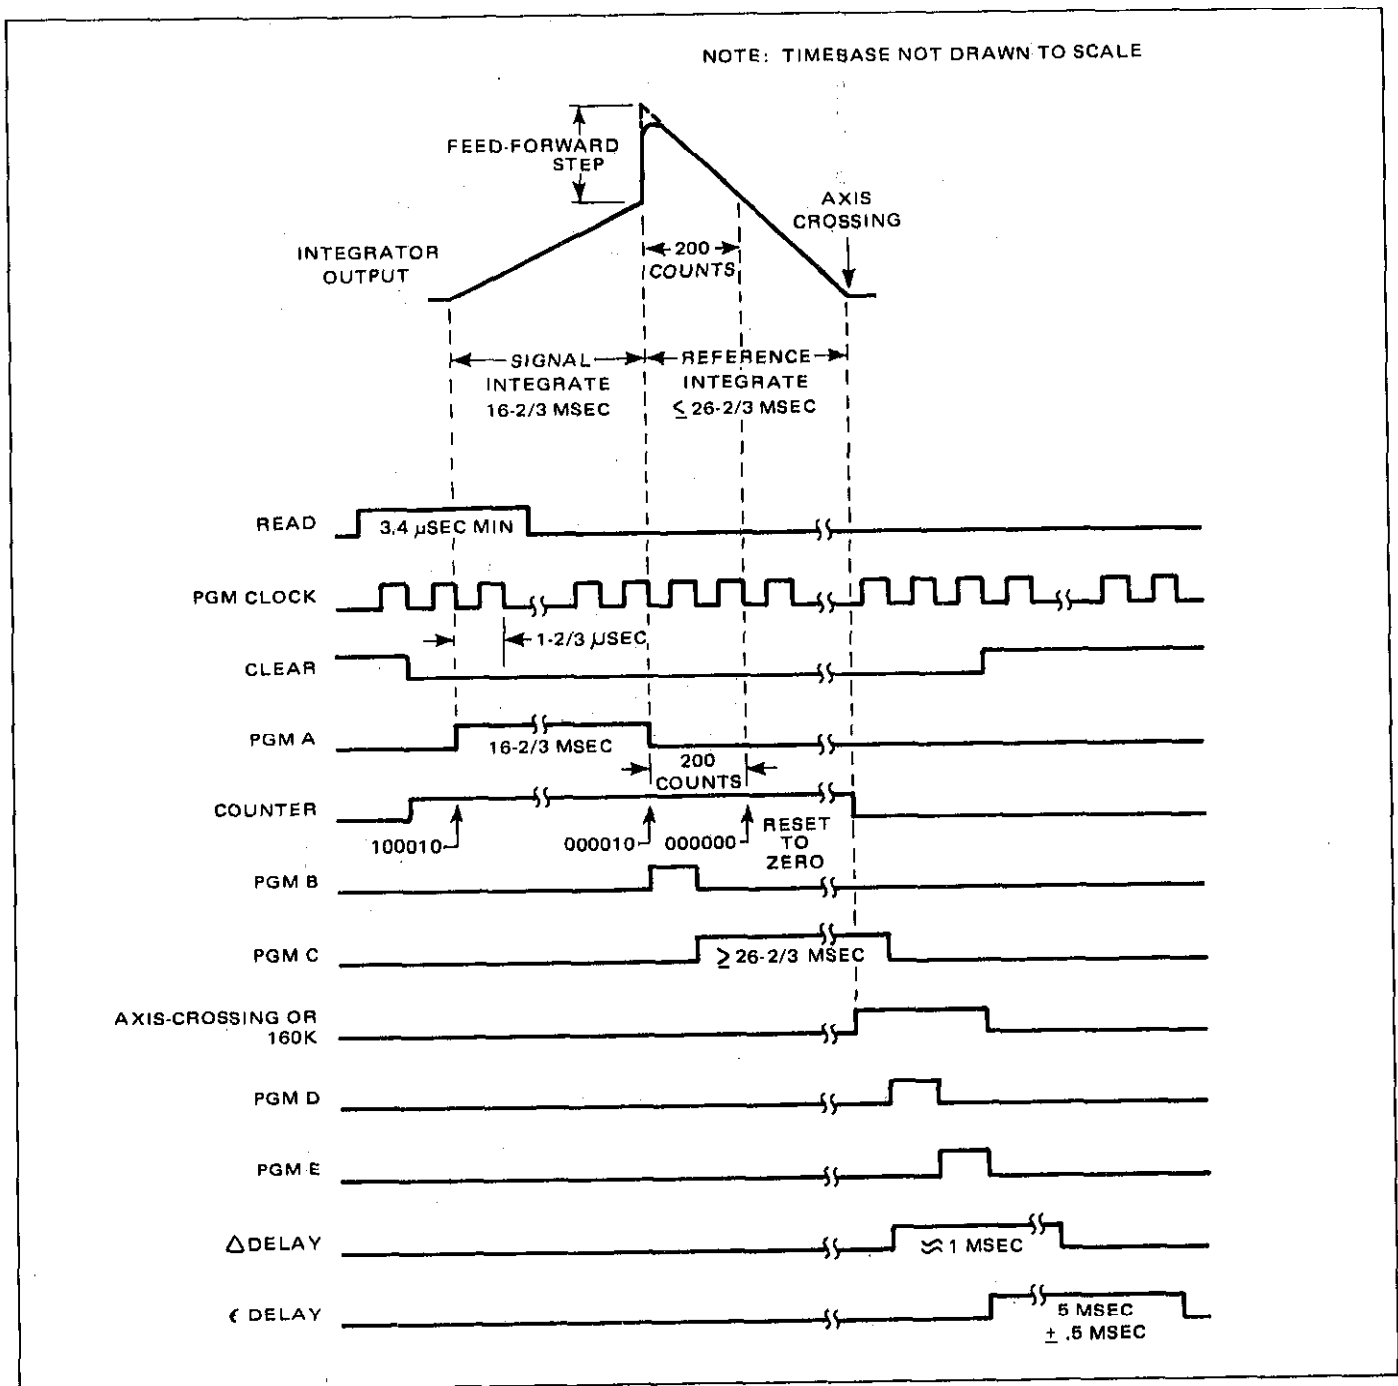 NOTE: TIMEBASE NOT DRAWN TO SCALE
FEED-FORWARD
STEP
AXIS
CROSSING
200
COUNTS
INTEGRATOR
OUTPUT
SIGNAL
INTEGRATE
16-2/3 MSEC
REFERENCE
INTEGRATE
≤ 26-2/3 MSEC
READ
3.4 μSEC MIN
PGM CLOCK
1-2/3 μSEC
CLEAR
PGM A
16-2/3 MSEC
200
COUNTS
COUNTER
100010
000010
000000
RESET
TO
ZERO
PGM B
PGM C
≥ 26-2/3 MSEC
AXIS-CROSSING OR
160K
PGM D
PGM E
△DELAY
≈ 1 MSEC
ϵ DELAY
5 MSEC
± .5 MSEC